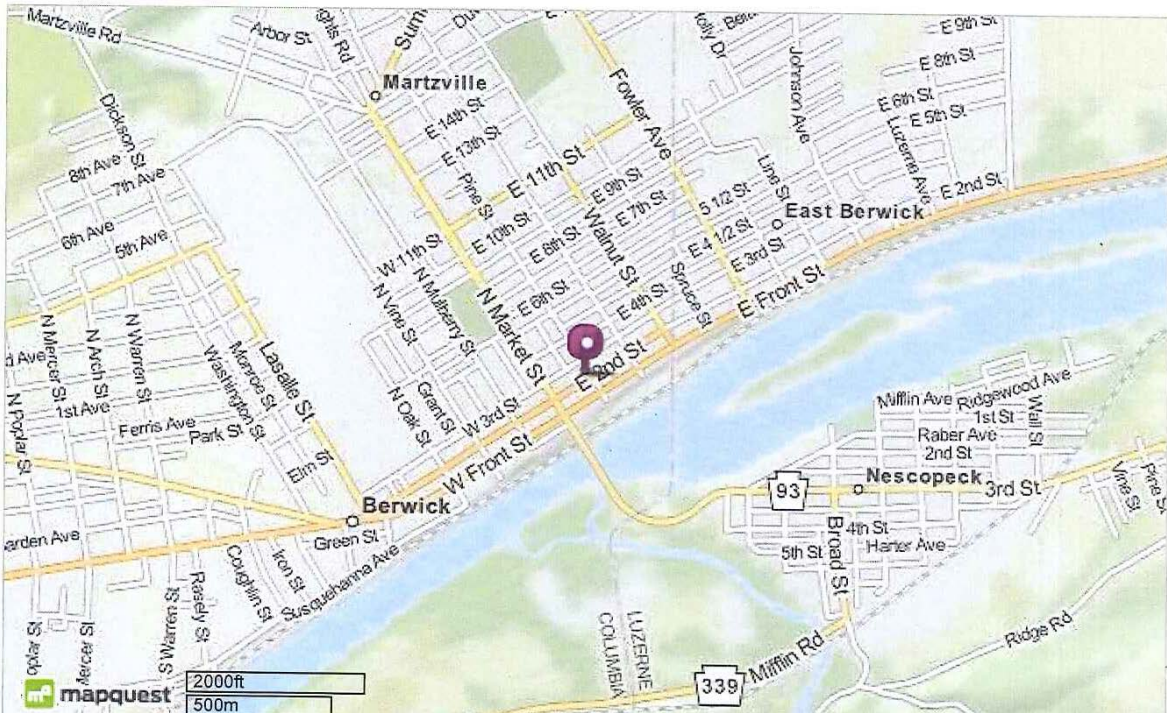 Martzville Rd
Arbor St
Holly Dr
E 9th St
E 8th St
Martzville
Fowler Ave
Johnson Ave
E 6th St
E 5th St
Luzerne Ave
Dickson St
E 14th St
E 13th St
8th Ave
7th Ave
Pine St
E 11th St
E 9th St
Line St
E 2nd St
E 7th St
5 1/2 St
East Berwick
6th Ave
5th Ave
W 11th St
E 10th St
E 8th St
Walnut St
E 4 1/2 St
E 3rd St
N Mulberry St
N Vine St
E 6th St
E 4th St
Spruce St
E Front St
N Market St
N Mercer St
N Arch St
N Warren St
Washington St
Monroe St
Lasalle St
E 2nd St
1st Ave
N Poplar St
Ferris Ave
Park St
Elm St
N Oak St
Grant St
W 3rd St
W Front St
Mifflin Ave
Ridgewood Ave
1st St
Wall St
Raber Ave
2nd St
93
Nescopeck
3rd St
Vine St
Pine St
Berwick
Green St
Susquehanna Ave
4th St
5th St
Harter Ave
Broad St
Coughlin St
Iron St
Rasely St
S Warren St
COLUMBIA
LUZERNE
Mifflin Rd
339
Ridge Rd
mapquest
2000ft
500m